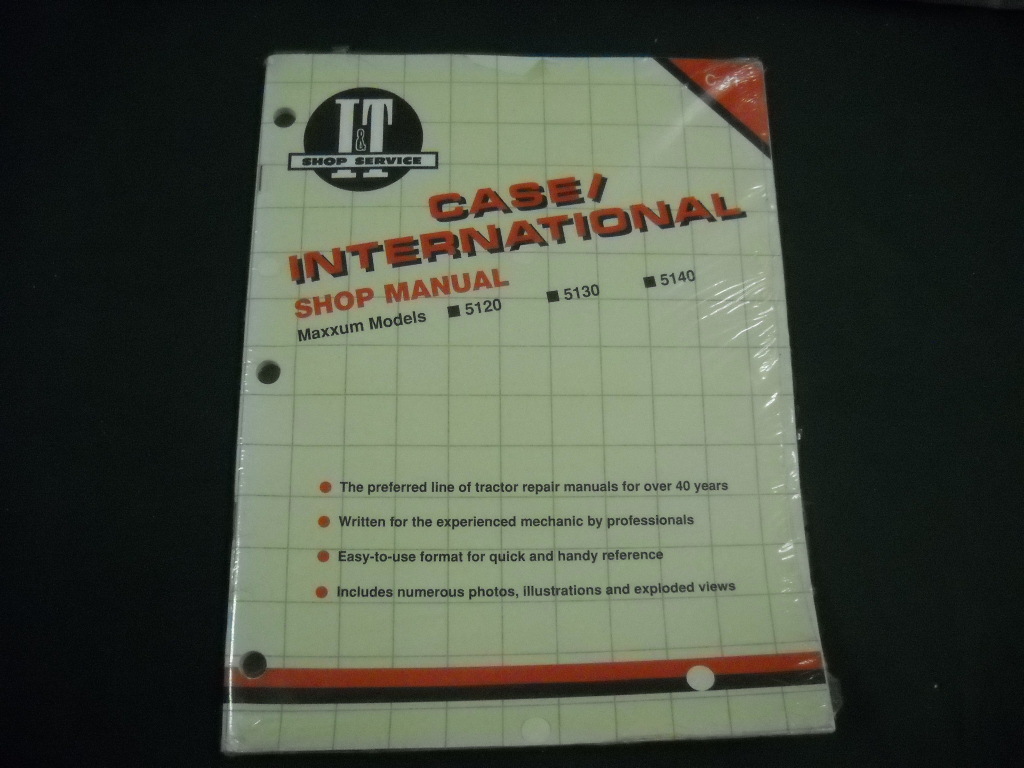 I&T
SHOP SERVICE
CASE/
INTERNATIONAL
SHOP MANUAL
Maxxum Models ■ 5120 ■ 5130 ■ 5140
● The preferred line of tractor repair manuals for over 40 years
● Written for the experienced mechanic by professionals
● Easy-to-use format for quick and handy reference
● Includes numerous photos, illustrations and exploded views